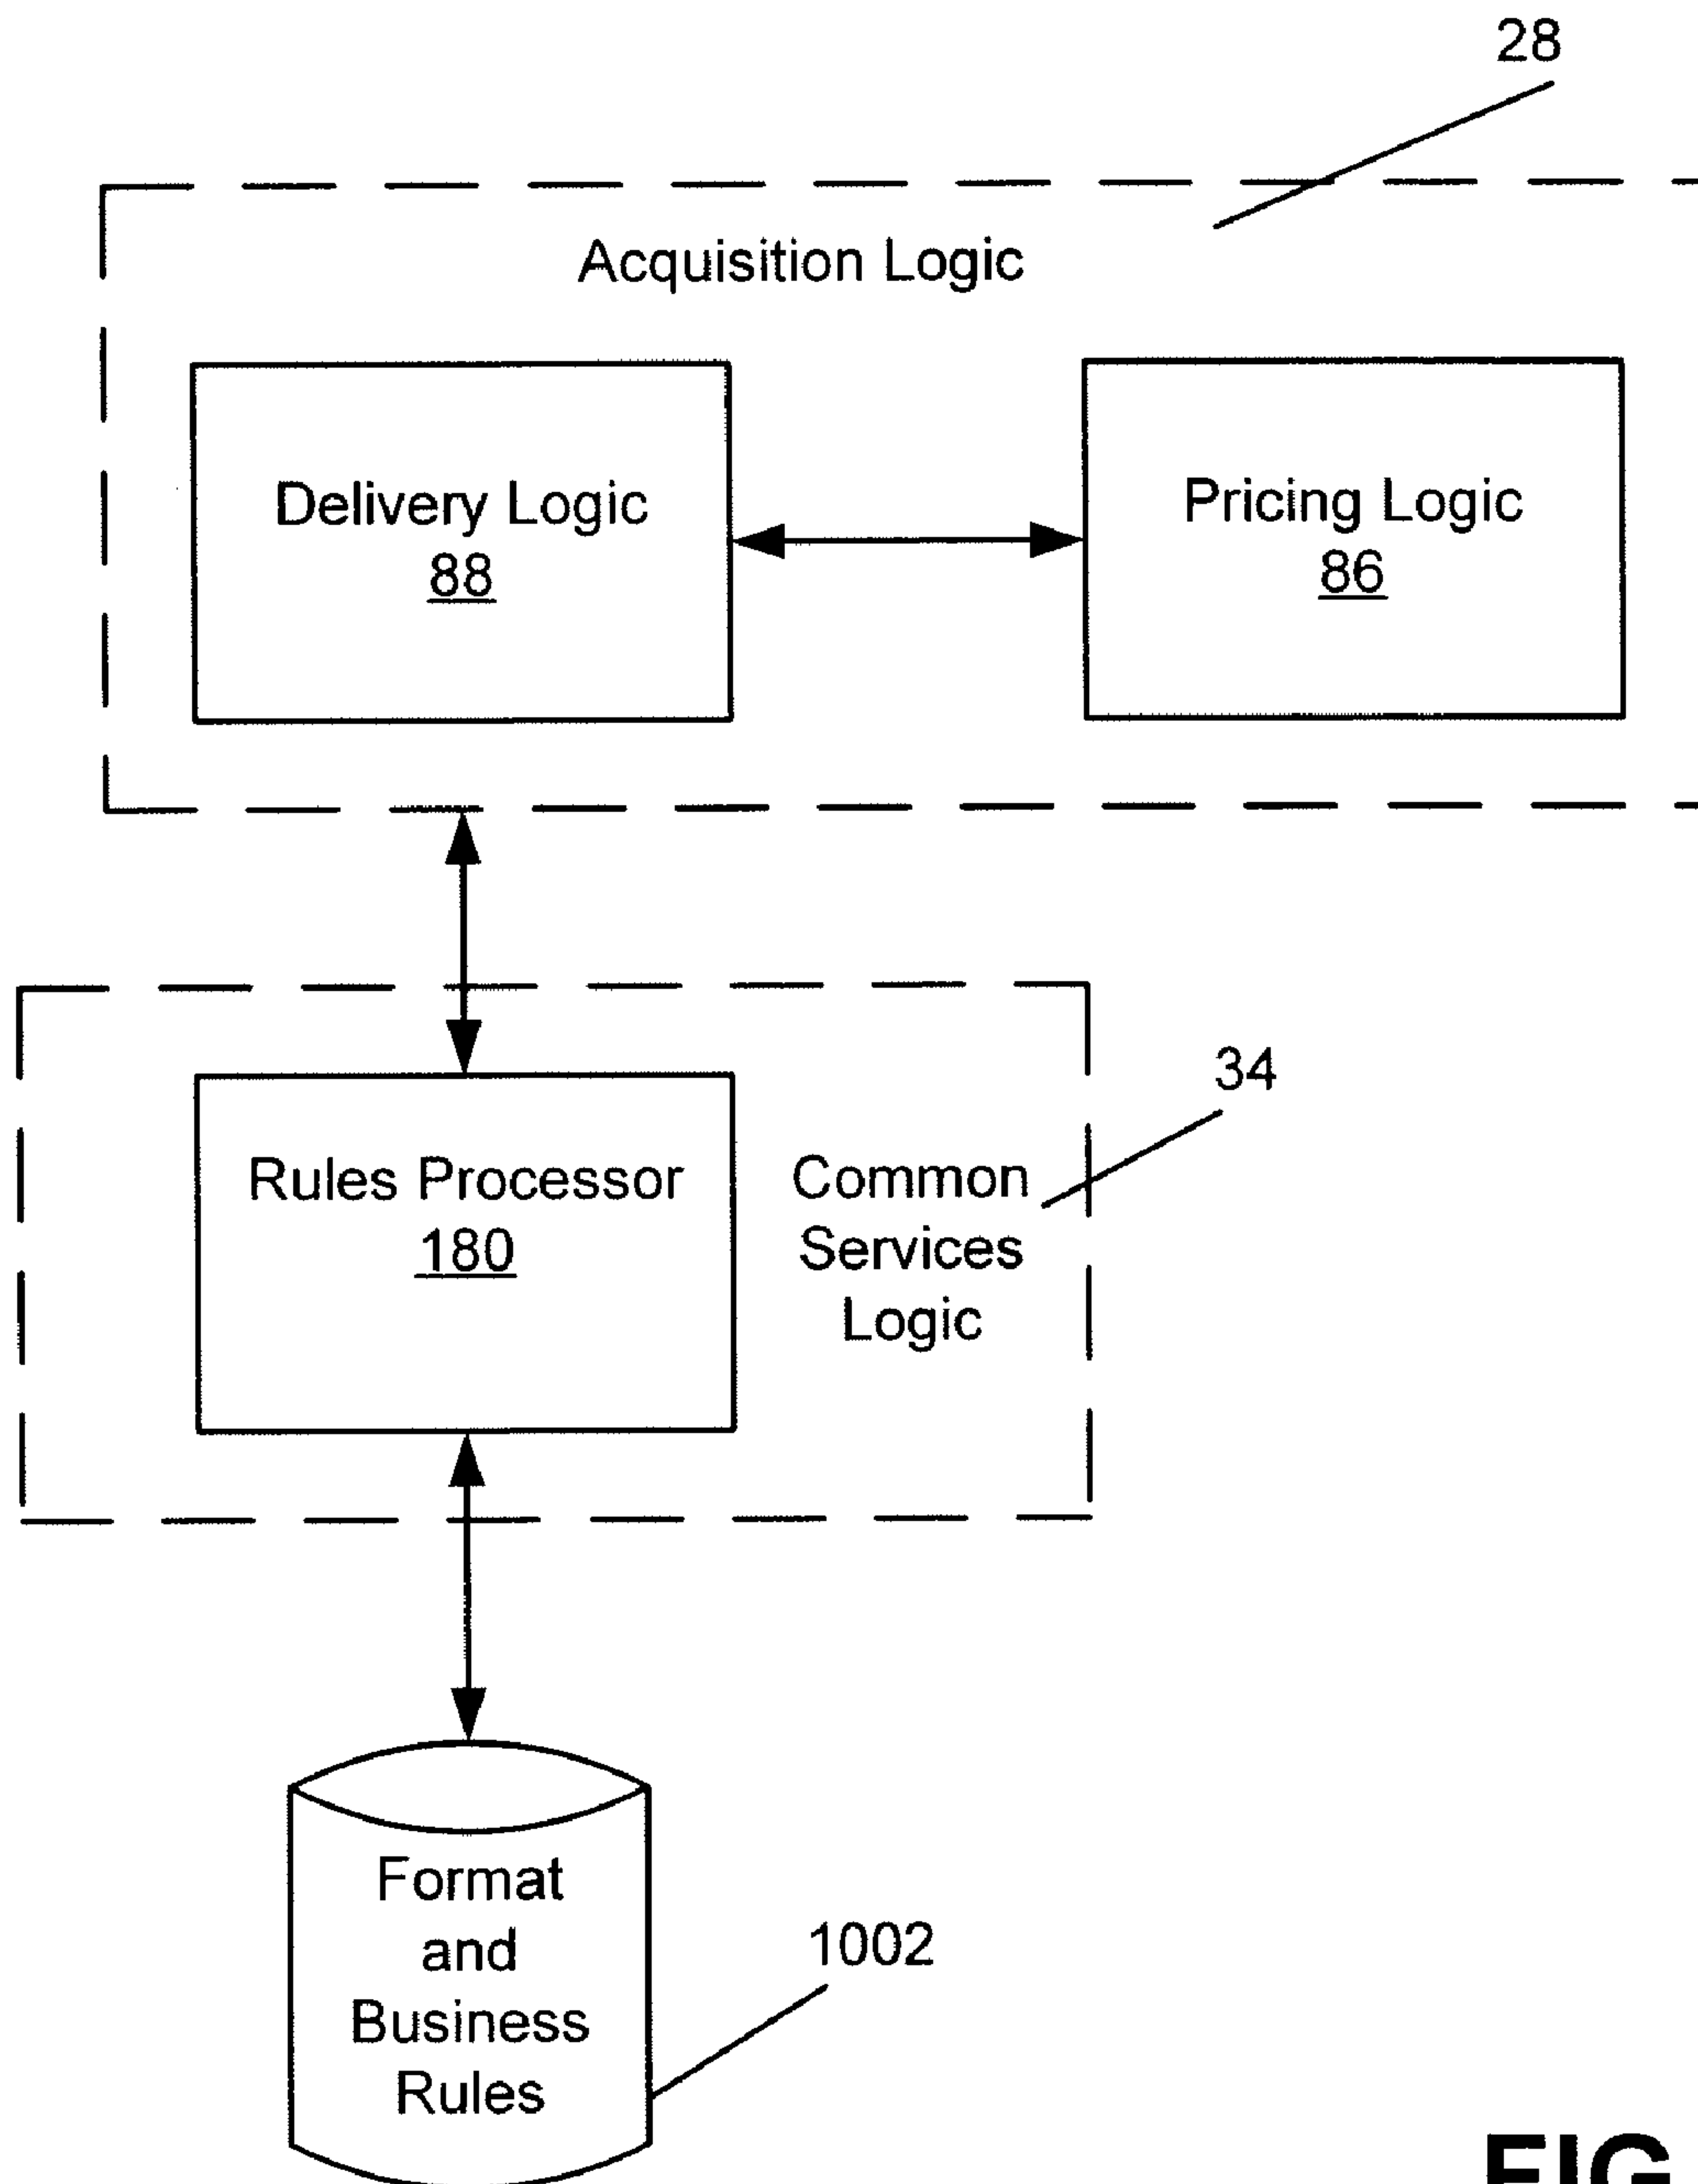 28
Acquisition Logic
Delivery Logic
88
Pricing Logic
86
34
Rules Processor
180
Common
Services
Logic
Format
and
Business
Rules
1002
FIG